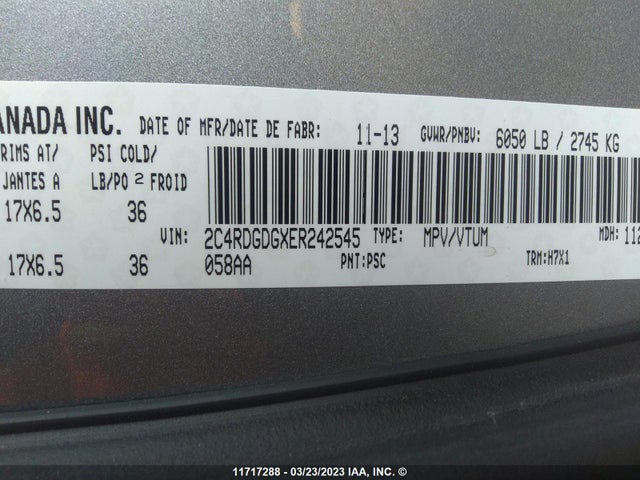 ANADA INC. DATE OF MFR/DATE DE FABR: 11-13 GVWR/PNBV: 6050 LB / 2745 KG
RIMS AT/ PSI COLD/
JANTES A LB/PO 2 FROID
17X6.5 36
VIN: 2C4RDGDGXER242545 TYPE: MPV/VTUM MDH: 112
17X6.5 36 058AA PNT:PSC TRM:H7X1
11717288 - 03/23/2023 IAA, INC. ©